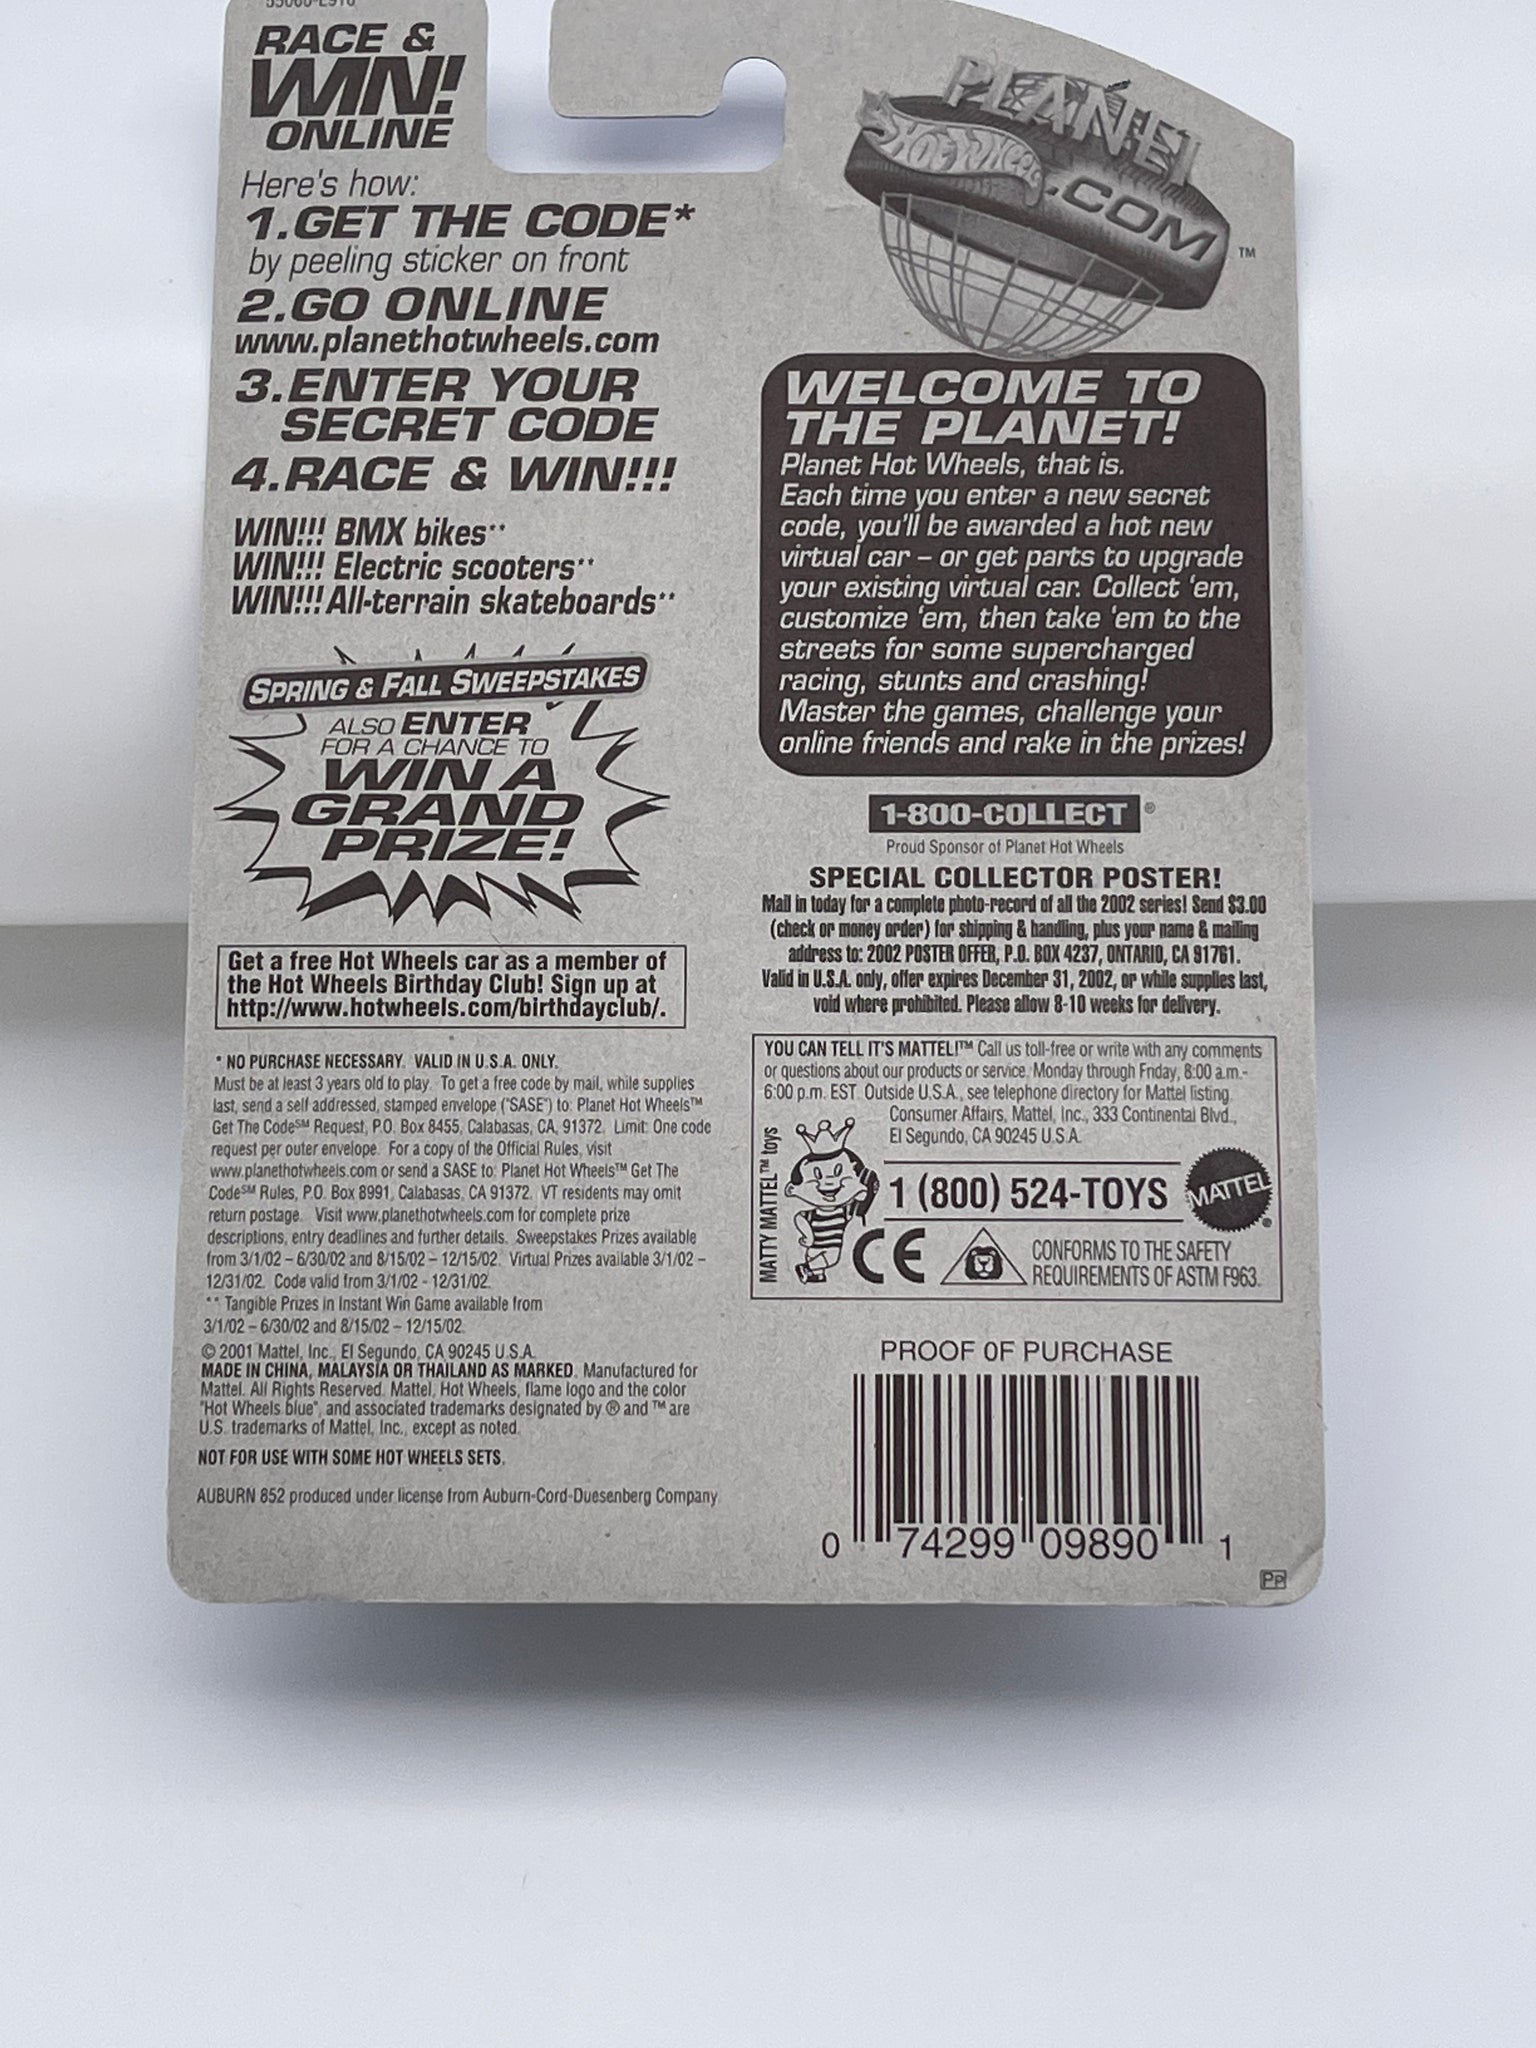 RACE &
WIN!
ONLINE
Here's how:
1.GET THE CODE*
by peeling sticker on front
2.GO ONLINE
www.planethotwheels.com
3.ENTER YOUR
SECRET CODE
4.RACE & WIN!!!
WIN!!! BMX bikes**
WIN!!! Electric scooters**
WIN!!! All-terrain skateboards**
SPRING & FALL SWEEPSTAKES
ALSO ENTER
FOR A CHANCE TO
WIN A
GRAND
PRIZE!
Get a free Hot Wheels car as a member of
the Hot Wheels Birthday Club! Sign up at
http://www.hotwheels.com/birthdayclub/.
* NO PURCHASE NECESSARY. VALID IN U.S.A. ONLY.
Must be at least 3 years old to play. To get a free code by mail, while supplies
last, send a self addressed, stamped envelope ("SASE") to: Planet Hot Wheels™
Get The Code℠ Request, P.O. Box 8455, Calabasas, CA, 91372. Limit: One code
request per outer envelope. For a copy of the Official Rules, visit
www.planethotwheels.com or send a SASE to: Planet Hot Wheels™ Get The
Code℠ Rules, P.O. Box 8991, Calabasas, CA 91372. VT residents may omit
return postage. Visit www.planethotwheels.com for complete prize
descriptions, entry deadlines and further details. Sweepstakes Prizes available
from 3/1/02 – 6/30/02 and 8/15/02 – 12/15/02. Virtual Prizes available 3/1/02 –
12/31/02. Code valid from 3/1/02 - 12/31/02.
** Tangible Prizes in Instant Win Game available from
3/1/02 – 6/30/02 and 8/15/02 – 12/15/02.
© 2001 Mattel, Inc., El Segundo, CA 90245 U.S.A.
MADE IN CHINA, MALAYSIA OR THAILAND AS MARKED. Manufactured for
Mattel. All Rights Reserved. Mattel, Hot Wheels, flame logo and the color
"Hot Wheels blue", and associated trademarks designated by ® and ™ are
U.S. trademarks of Mattel, Inc., except as noted.
NOT FOR USE WITH SOME HOT WHEELS SETS.
AUBURN 852 produced under license from Auburn-Cord-Duesenberg Company.
PLANET
HOT WHEELS
.COM ™
WELCOME TO
THE PLANET!
Planet Hot Wheels, that is.
Each time you enter a new secret
code, you'll be awarded a hot new
virtual car – or get parts to upgrade
your existing virtual car. Collect 'em,
customize 'em, then take 'em to the
streets for some supercharged
racing, stunts and crashing!
Master the games, challenge your
online friends and rake in the prizes!
1-800-COLLECT®
Proud Sponsor of Planet Hot Wheels
SPECIAL COLLECTOR POSTER!
Mail in today for a complete photo-record of all the 2002 series! Send $3.00
(check or money order) for shipping & handling, plus your name & mailing
address to: 2002 POSTER OFFER, P.O. BOX 4237, ONTARIO, CA 91761.
Valid in U.S.A. only, offer expires December 31, 2002, or while supplies last,
void where prohibited. Please allow 8-10 weeks for delivery.
YOU CAN TELL IT'S MATTEL!™ Call us toll-free or write with any comments
or questions about our products or service. Monday through Friday, 8:00 a.m.-
6:00 p.m. EST. Outside U.S.A., see telephone directory for Mattel listing.
Consumer Affairs, Mattel, Inc., 333 Continental Blvd.,
El Segundo, CA 90245 U.S.A.
MATTY MATTEL™ toys
1 (800) 524-TOYS
MATTEL®
CE
CONFORMS TO THE SAFETY
REQUIREMENTS OF ASTM F963.
PROOF OF PURCHASE
0 74299 09890 1
PP